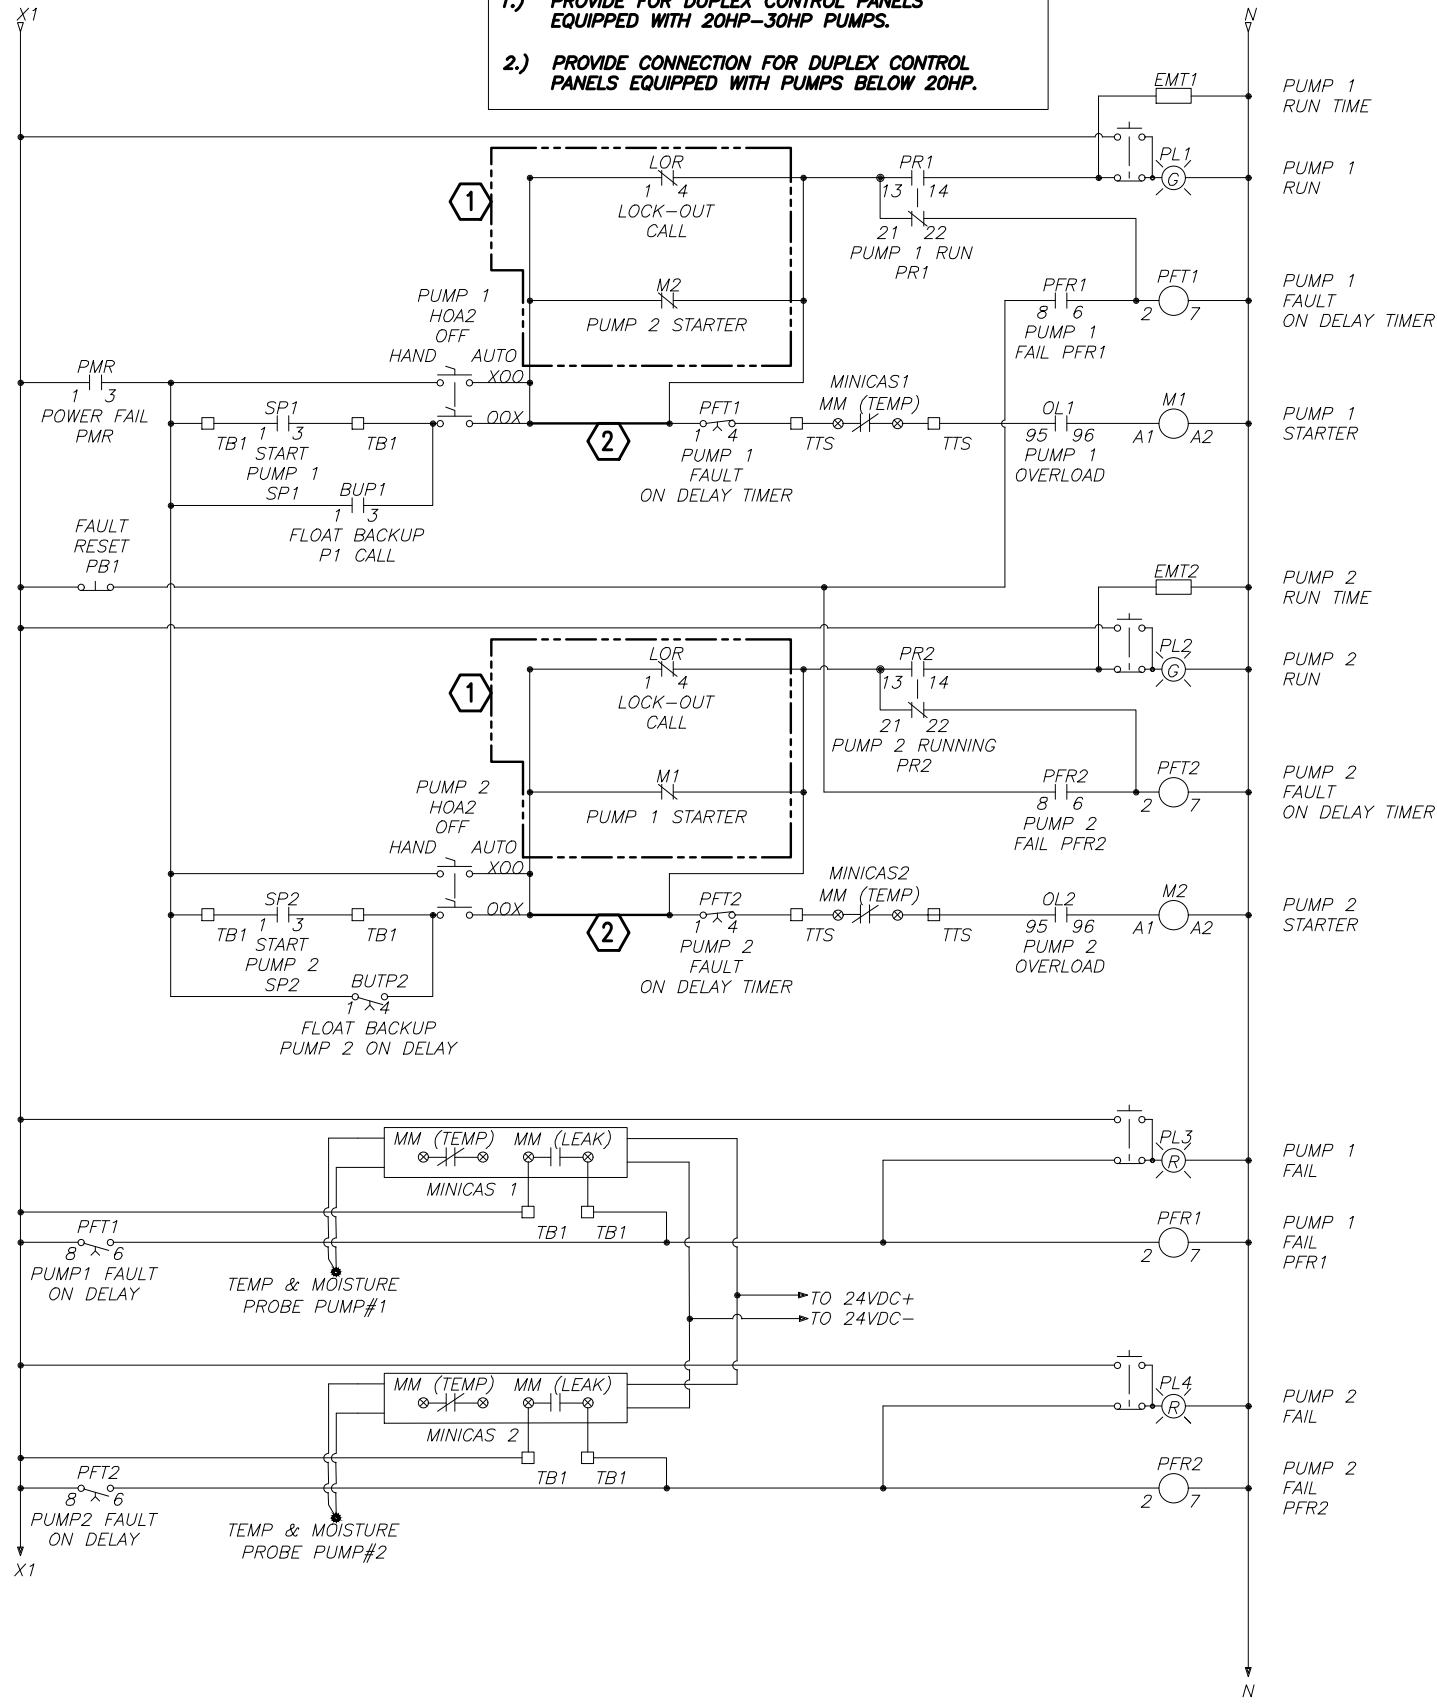 X1
N
1.) PROVIDE FOR DUPLEX CONTROL PANELS
EQUIPPED WITH 20HP-30HP PUMPS.
2.) PROVIDE CONNECTION FOR DUPLEX CONTROL
PANELS EQUIPPED WITH PUMPS BELOW 20HP.
EMT1
PUMP 1
RUN TIME
LOR
1 4
LOCK-OUT
CALL
1
PR1
13 14
PL1
G
PUMP 1
RUN
21 22
PUMP 1 RUN
PR1
M2
PUMP 2 STARTER
PFR1
8 6
PUMP 1
FAIL PFR1
PFT1
2 7
PUMP 1
FAULT
ON DELAY TIMER
PUMP 1
HOA2
OFF
HAND AUTO
XOO
OOX
PMR
1 3
POWER FAIL
PMR
TB1
SP1
1 3
START
PUMP 1
SP1
TB1
2
PFT1
1 4
PUMP 1
FAULT
ON DELAY TIMER
MINICAS1
MM (TEMP)
TTS
TTS
OL1
95 96
PUMP 1
OVERLOAD
M1
A1 A2
PUMP 1
STARTER
BUP1
1 3
FLOAT BACKUP
P1 CALL
FAULT
RESET
PB1
EMT2
PUMP 2
RUN TIME
LOR
1 4
LOCK-OUT
CALL
1
PR2
13 14
PL2
G
PUMP 2
RUN
21 22
PUMP 2 RUNNING
PR2
M1
PUMP 1 STARTER
PFR2
8 6
PUMP 2
FAIL PFR2
PFT2
2 7
PUMP 2
FAULT
ON DELAY TIMER
PUMP 2
HOA2
OFF
HAND AUTO
XOO
OOX
TB1
SP2
1 3
START
PUMP 2
SP2
TB1
2
PFT2
1 4
PUMP 2
FAULT
ON DELAY TIMER
MINICAS2
MM (TEMP)
TTS
TTS
OL2
95 96
PUMP 2
OVERLOAD
M2
A1 A2
PUMP 2
STARTER
BUTP2
1 4
FLOAT BACKUP
PUMP 2 ON DELAY
MM (TEMP) MM (LEAK)
MINICAS 1
TB1 TB1
PL3
R
PUMP 1
FAIL
PFT1
8 6
PUMP1 FAULT
ON DELAY
TEMP & MOISTURE
PROBE PUMP#1
PFR1
2 7
PUMP 1
FAIL
PFR1
TO 24VDC+
TO 24VDC-
MM (TEMP) MM (LEAK)
MINICAS 2
TB1 TB1
PL4
R
PUMP 2
FAIL
PFT2
8 6
PUMP2 FAULT
ON DELAY
TEMP & MOISTURE
PROBE PUMP#2
PFR2
2 7
PUMP 2
FAIL
PFR2
X1
N